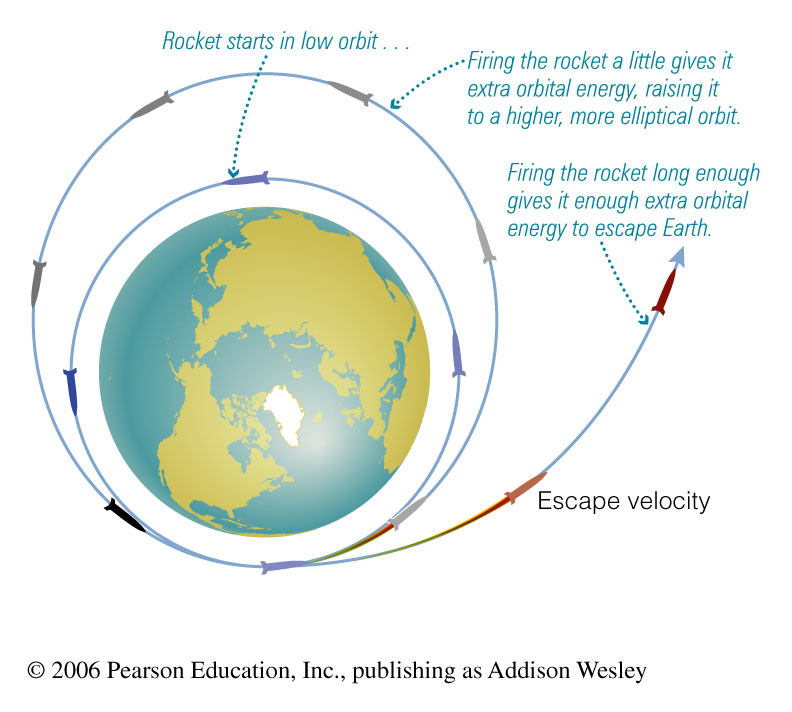 Rocket starts in low orbit . . .
Firing the rocket a little gives it
extra orbital energy, raising it
to a higher, more elliptical orbit.
Firing the rocket long enough
gives it enough extra orbital
energy to escape Earth.
Escape velocity
© 2006 Pearson Education, Inc., publishing as Addison Wesley